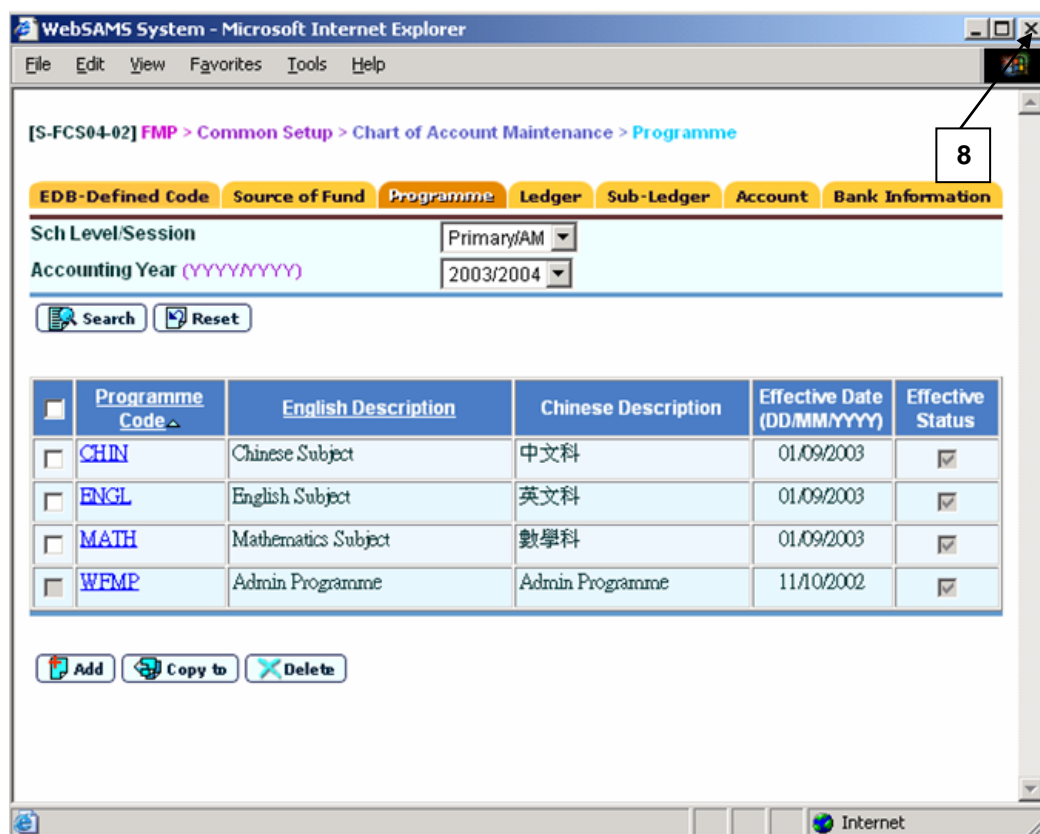 WebSAMS System - Microsoft Internet Explorer
File Edit View Favorites Tools Help
[S-FCS04-02] FMP > Common Setup > Chart of Account Maintenance > Programme
8
EDB-Defined Code Source of Fund Programme Ledger Sub-Ledger Account Bank Information
Sch Level/Session Primary/AM
Accounting Year (YYYY/YYYY) 2003/2004
Search Reset
Programme Code English Description Chinese Description Effective Date (DD/MM/YYYY) Effective Status
CHIN Chinese Subject 中文科 01/09/2003
ENGL English Subject 英文科 01/09/2003
MATH Mathematics Subject 數學科 01/09/2003
WFMP Admin Programme Admin Programme 11/10/2002
Add Copy to Delete
Internet